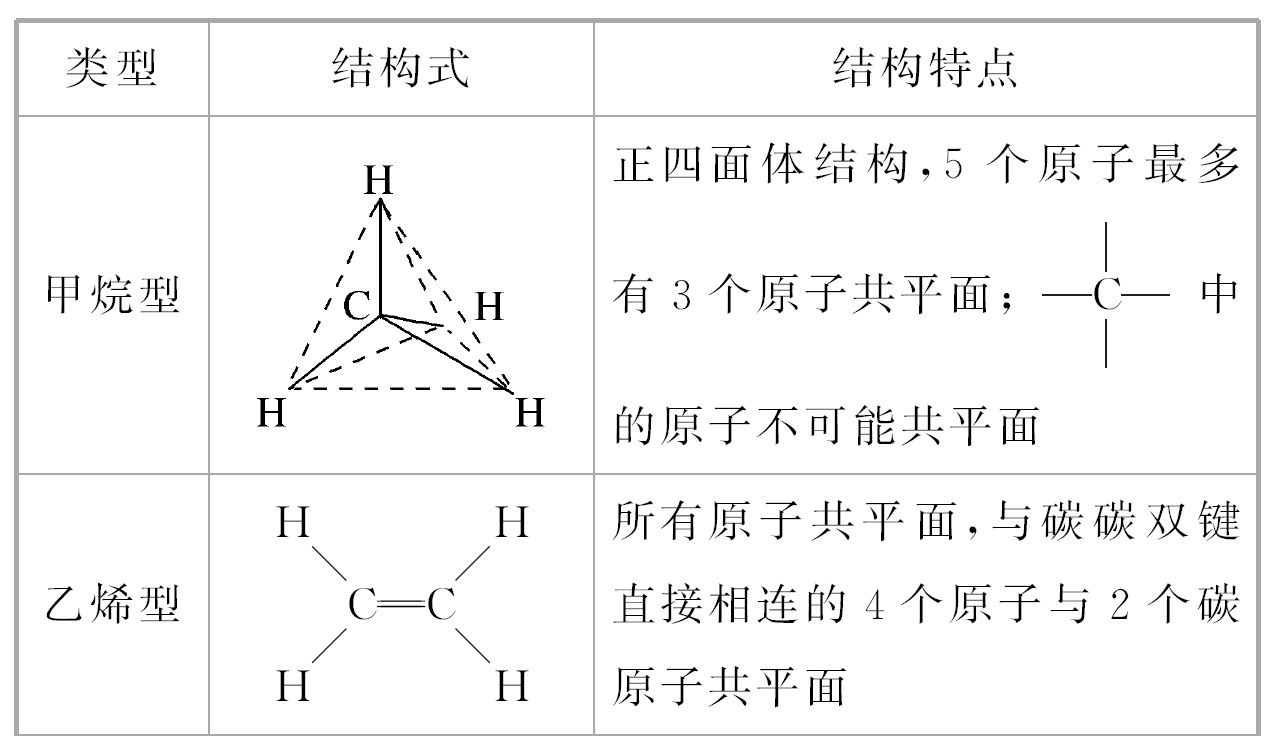 类型 结构式 结构特点
正四面体结构,5 个原子最多
H
甲烷型 C H 有 3 个原子共平面; —C— 中
H H
的原子不可能共平面
H H 所有原子共平面,与碳碳双键
乙烯型 C=C 直接相连的 4 个原子与 2 个碳
H H 原子共平面